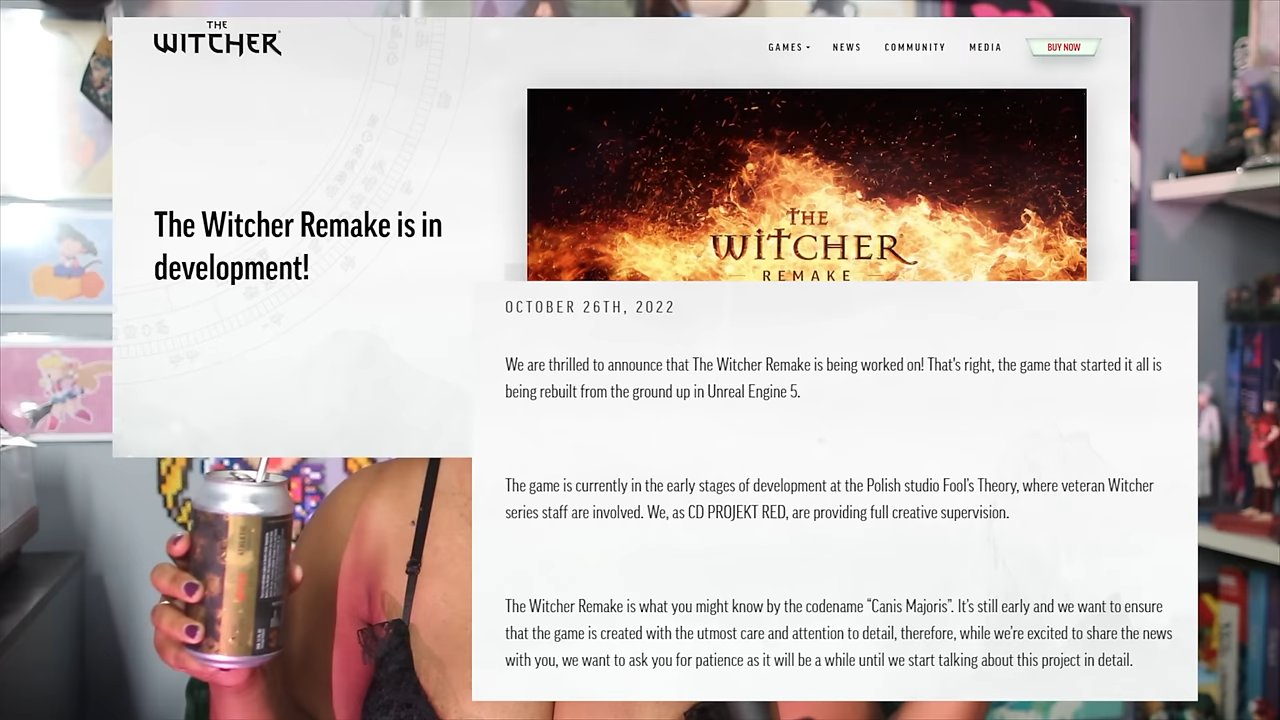 THE
WITCHER
GAMES NEWS COMMUNITY MEDIA BUY NOW
The Witcher Remake is in
development!
THE
WITCHER
REMAKE
OCTOBER 26TH, 2022
We are thrilled to announce that The Witcher Remake is being worked on! That's right, the game that started it all is
being rebuilt from the ground up in Unreal Engine 5.
The game is currently in the early stages of development at the Polish studio Fool's Theory, where veteran Witcher
series staff are involved. We, as CD PROJEKT RED, are providing full creative supervision.
The Witcher Remake is what you might know by the codename “Canis Majoris”. It's still early and we want to ensure
that the game is created with the utmost care and attention to detail, therefore, while we're excited to share the news
with you, we want to ask you for patience as it will be a while until we start talking about this project in detail.